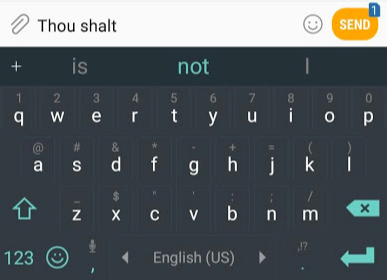 Thou shalt
1
SEND
+ is not I
1 2 3 4 5 6 7 8 9 0
q w e r t y u i o p
@ # & * - + = ( )
a s d f g h j k l
_ $ " ' : ; /
z x c v b n m
123 , English (US) ,!? .